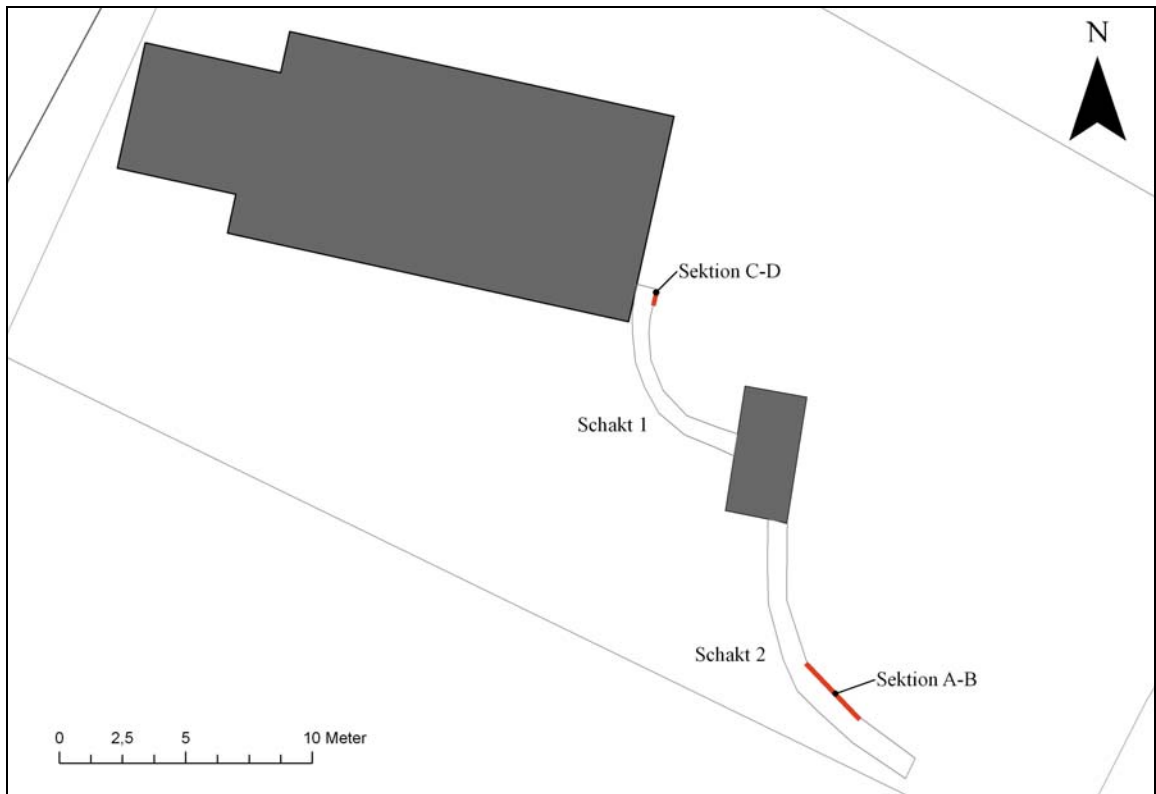 N
Sektion C-D
Schakt 1
Schakt 2
Sektion A-B
0 2,5 5 10 Meter